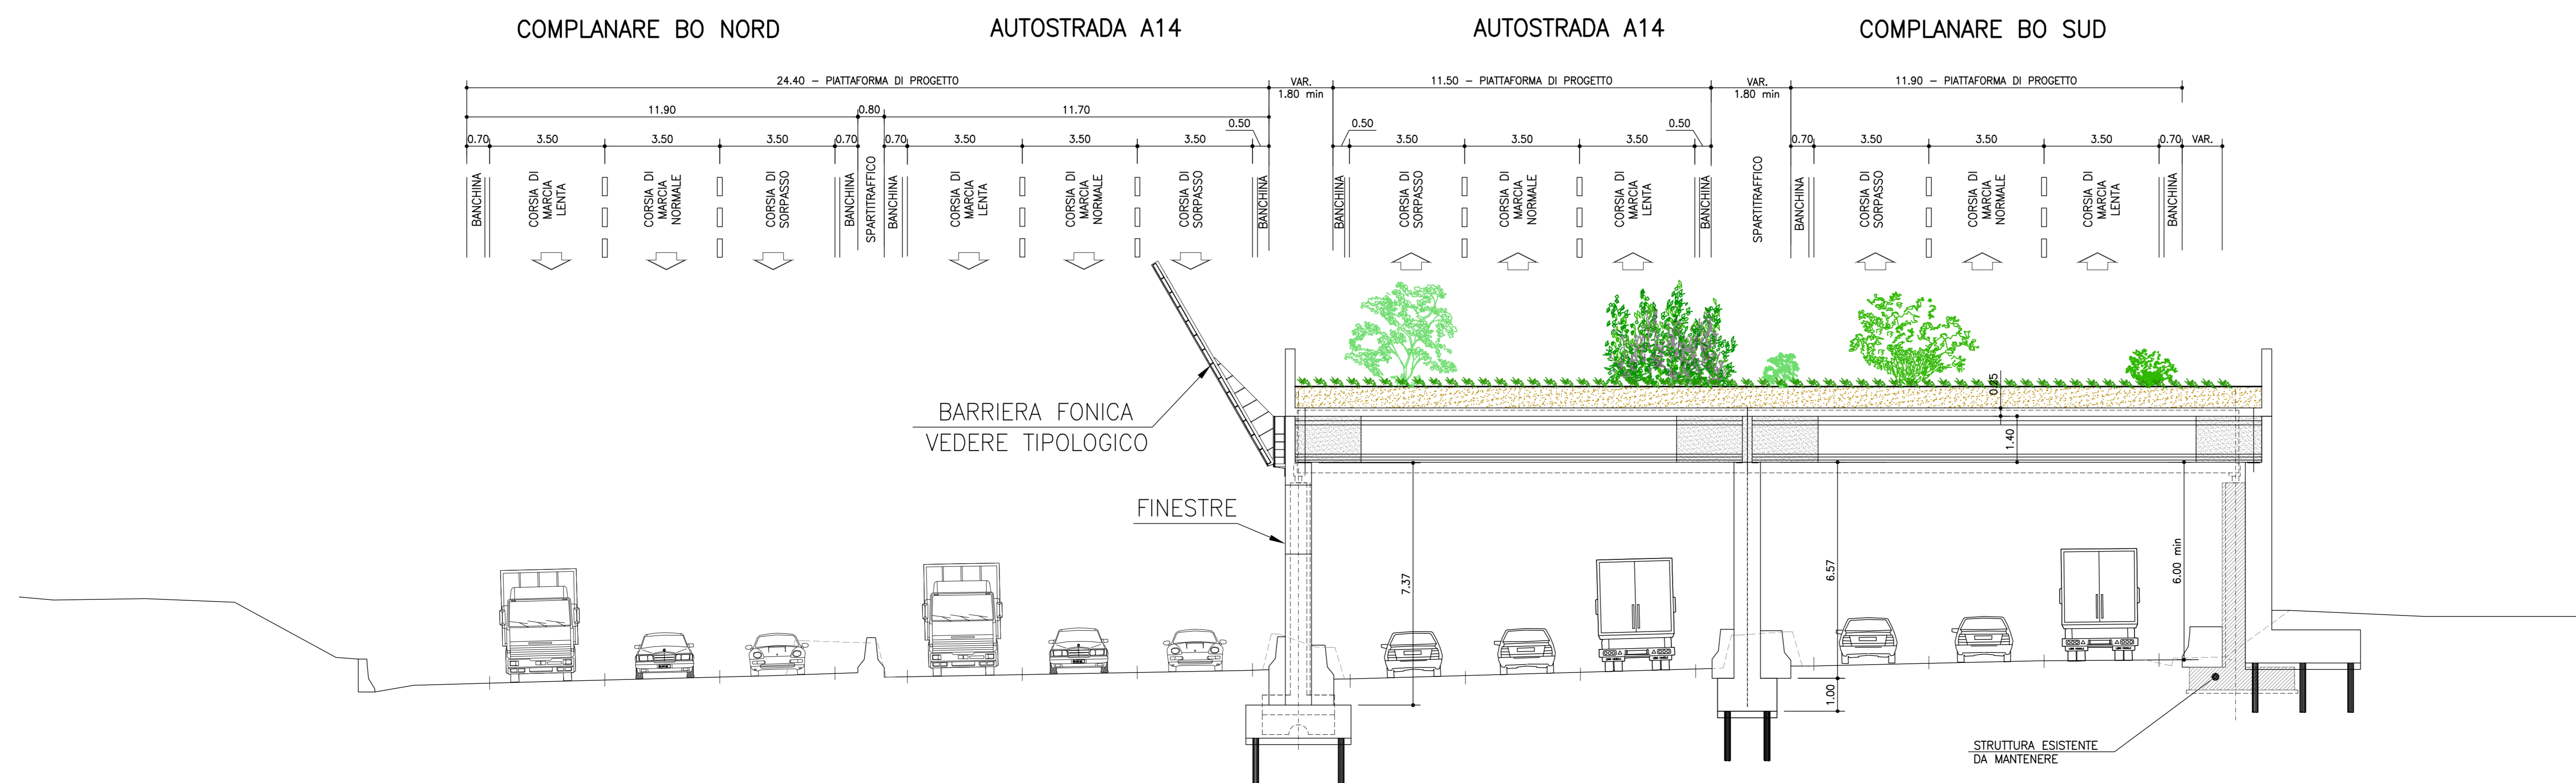 COMPLANARE BO NORD
AUTOSTRADA A14
AUTOSTRADA A14
COMPLANARE BO SUD
24.40 – PIATTAFORMA DI PROGETTO
VAR.
1.80 min
11.50 – PIATTAFORMA DI PROGETTO
VAR.
1.80 min
11.90 – PIATTAFORMA DI PROGETTO
11.90
0.80
11.70
0.70
3.50
3.50
3.50
0.70
0.70
3.50
3.50
3.50
0.50
0.50
3.50
3.50
3.50
0.50
0.70
3.50
3.50
3.50
0.70
VAR.
BANCHINA
CORSIA DI
MARCIA
LENTA
CORSIA DI
MARCIA
NORMALE
CORSIA DI
SORPASSO
BANCHINA
SPARTITRAFFICO
BANCHINA
CORSIA DI
MARCIA
LENTA
CORSIA DI
MARCIA
NORMALE
CORSIA DI
SORPASSO
BANCHINA
BANCHINA
CORSIA DI
SORPASSO
CORSIA DI
MARCIA
NORMALE
CORSIA DI
MARCIA
LENTA
BANCHINA
SPARTITRAFFICO
BANCHINA
CORSIA DI
SORPASSO
CORSIA DI
MARCIA
NORMALE
CORSIA DI
MARCIA
LENTA
BANCHINA
BARRIERA FONICA
VEDERE TIPOLOGICO
0.25
1.40
FINESTRE
7.37
6.57
6.00 min
1.00
STRUTTURA ESISTENTE
DA MANTENERE